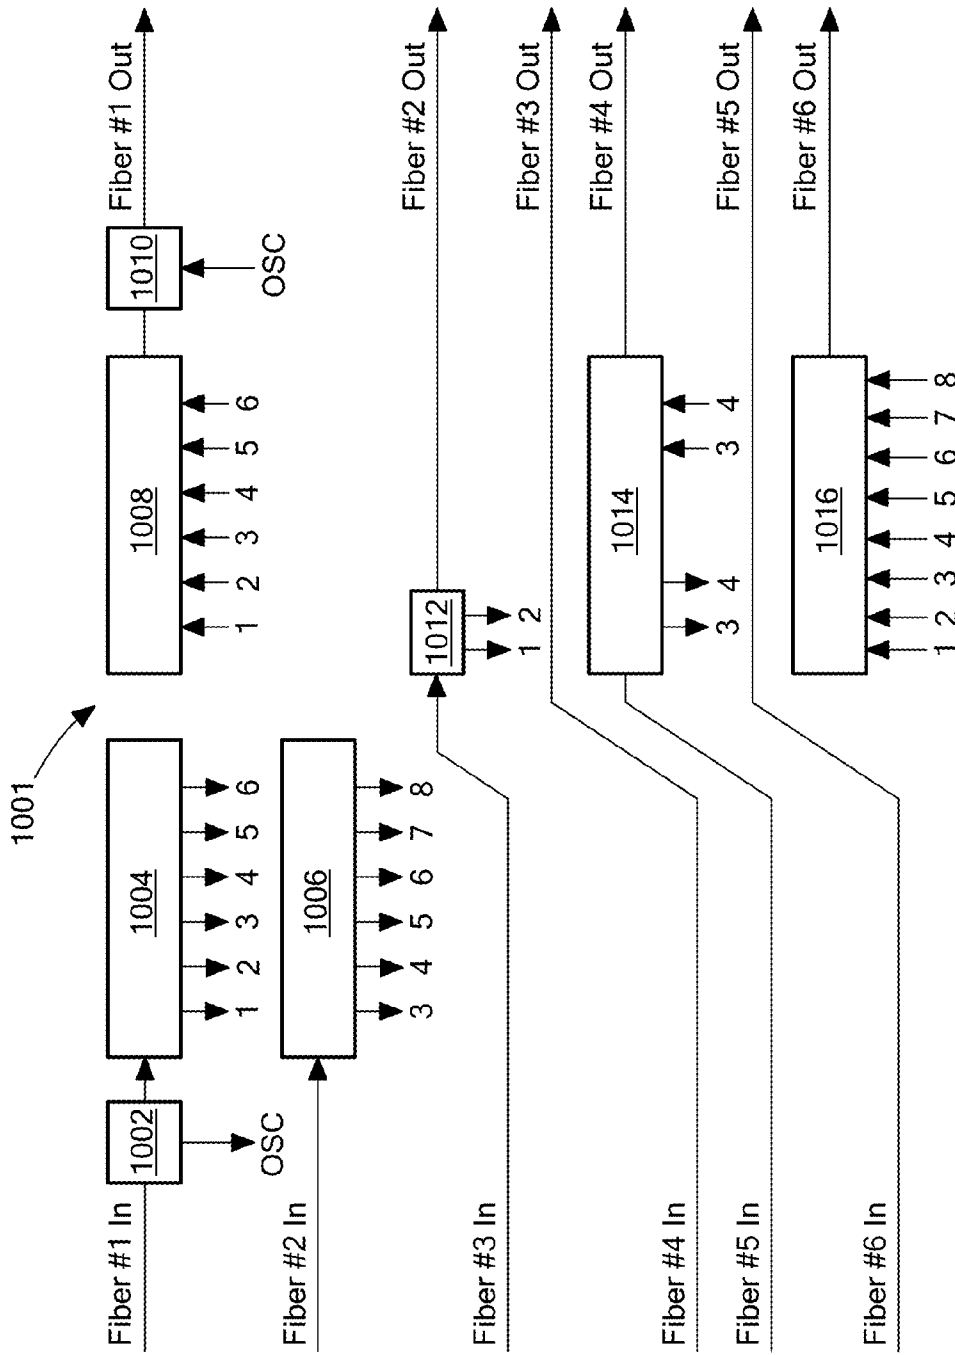 1001
Fiber #1 In
1002
OSC
1004
1 2 3 4 5 6
1008
1 2 3 4 5 6
1010
OSC
Fiber #1 Out
Fiber #2 In
1006
3 4 5 6 7 8
Fiber #3 In
1012
1 2
Fiber #2 Out
Fiber #4 In
Fiber #3 Out
Fiber #5 In
1014
3 4 3 4
Fiber #4 Out
Fiber #6 In
Fiber #5 Out
1016
1 2 3 4 5 6 7 8
Fiber #6 Out